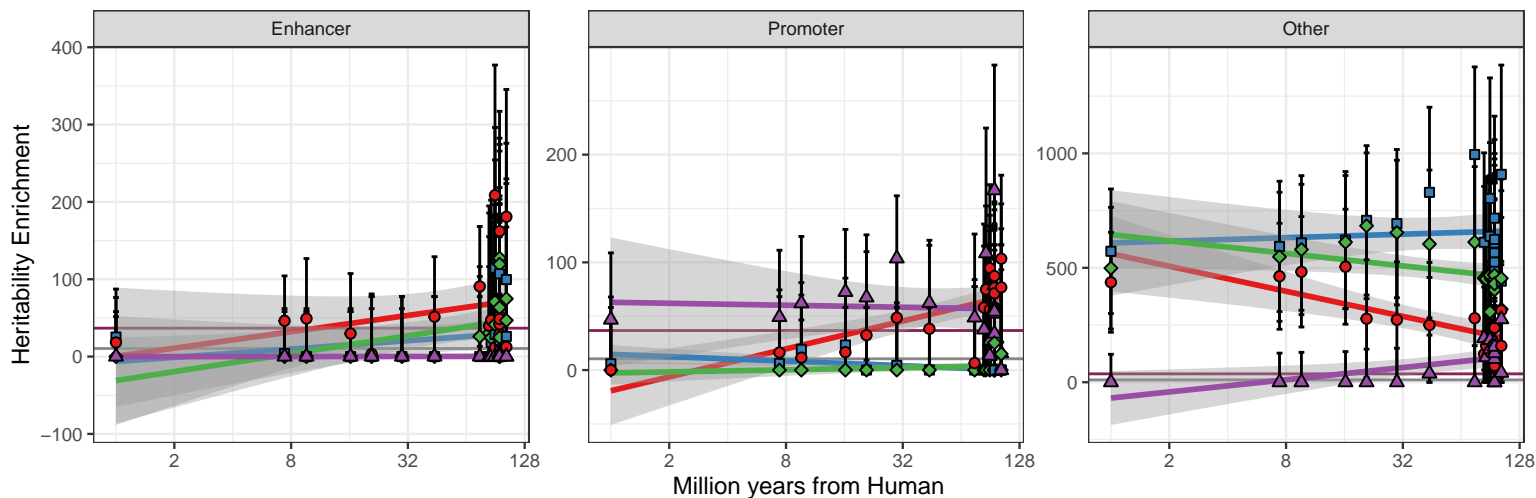 Enhancer
Promoter
Other
Heritability Enrichment
400
300
200
100
0
−100
200
100
0
1000
500
0
2 8 32 128
2 8 32 128
2 8 32 128
Million years from Human